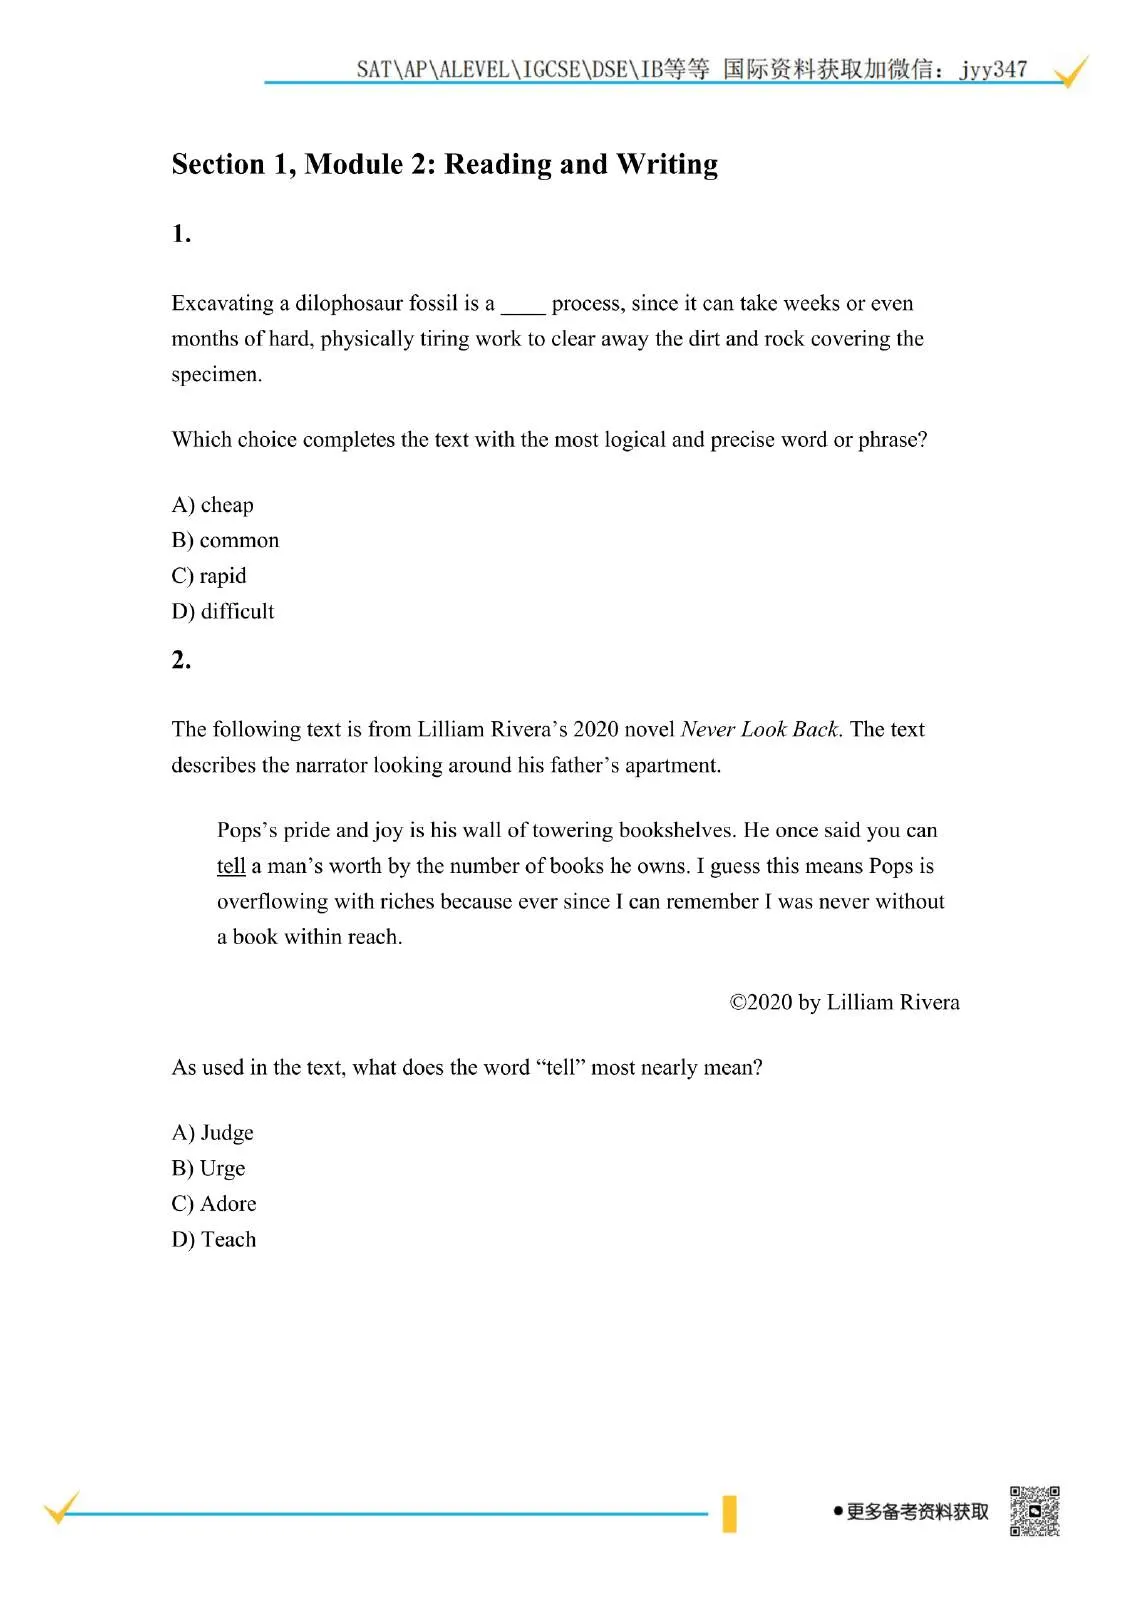 SAT\AP\ALEVEL\IGCSE\DSE\IB等等 国际资料获取加微信：jyy347
Section 1, Module 2: Reading and Writing
1.
Excavating a dilophosaur fossil is a ____ process, since it can take weeks or even
months of hard, physically tiring work to clear away the dirt and rock covering the
specimen.
Which choice completes the text with the most logical and precise word or phrase?
A) cheap
B) common
C) rapid
D) difficult
2.
The following text is from Lilliam Rivera’s 2020 novel Never Look Back. The text
describes the narrator looking around his father’s apartment.
Pops’s pride and joy is his wall of towering bookshelves. He once said you can
tell a man’s worth by the number of books he owns. I guess this means Pops is
overflowing with riches because ever since I can remember I was never without
a book within reach.
©2020 by Lilliam Rivera
As used in the text, what does the word “tell” most nearly mean?
A) Judge
B) Urge
C) Adore
D) Teach
●更多备考资料获取